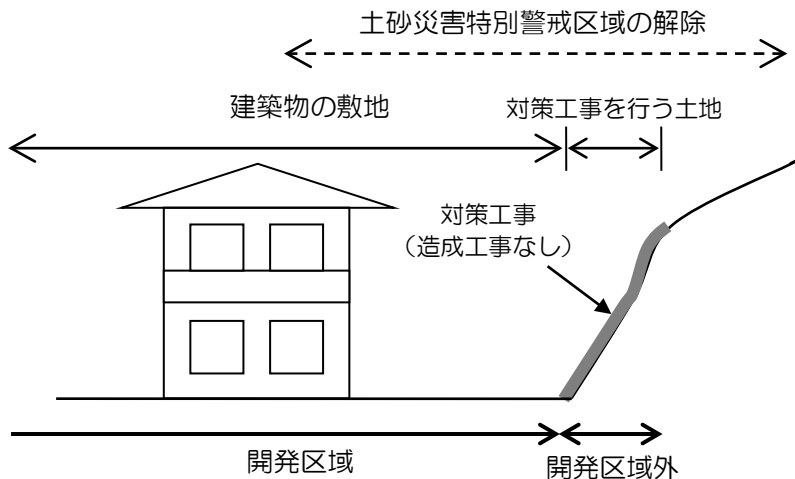 土砂災害特別警戒区域の解除
建築物の敷地
対策工事を行う土地
対策工事
（造成工事なし）
開発区域
開発区域外